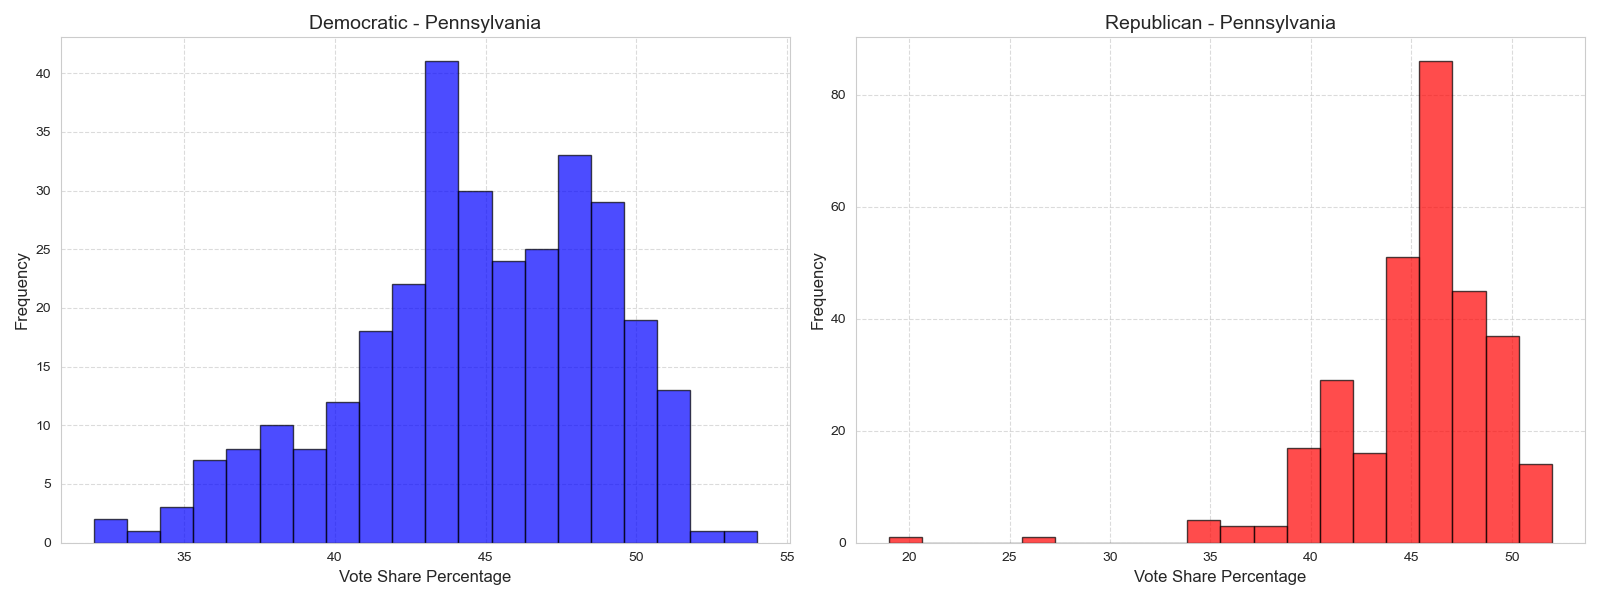 Democratic - Pennsylvania
Frequency
40
35
30
25
20
15
10
5
0
35 40 45 50 55
Vote Share Percentage
Republican - Pennsylvania
Frequency
80
60
40
20
0
20 25 30 35 40 45 50
Vote Share Percentage